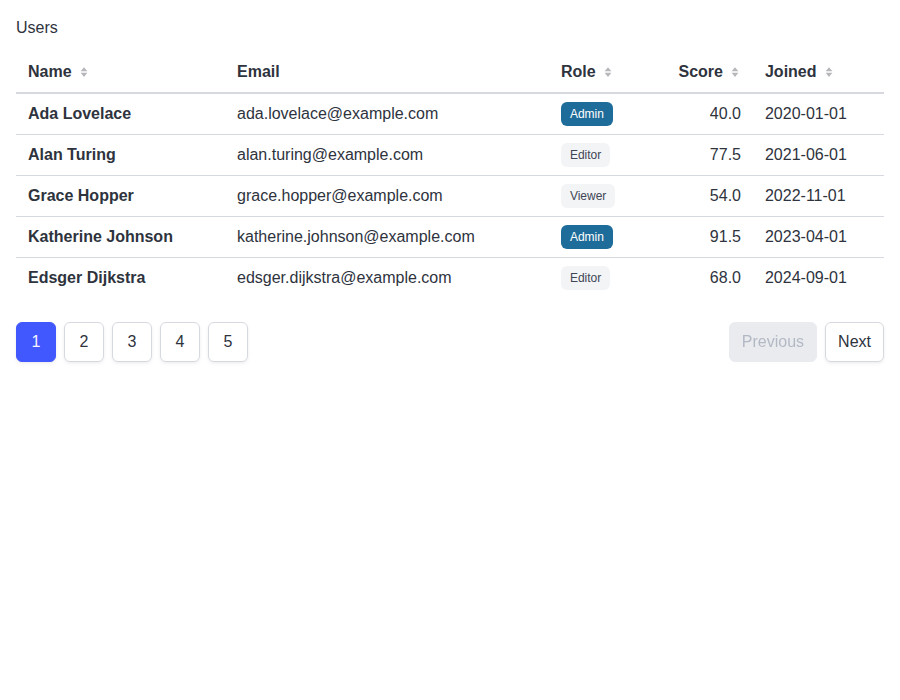 Users
Name Email Role Score Joined
Ada Lovelace ada.lovelace@example.com Admin 40.0 2020-01-01
Alan Turing alan.turing@example.com Editor 77.5 2021-06-01
Grace Hopper grace.hopper@example.com Viewer 54.0 2022-11-01
Katherine Johnson katherine.johnson@example.com Admin 91.5 2023-04-01
Edsger Dijkstra edsger.dijkstra@example.com Editor 68.0 2024-09-01
1 2 3 4 5 Previous Next